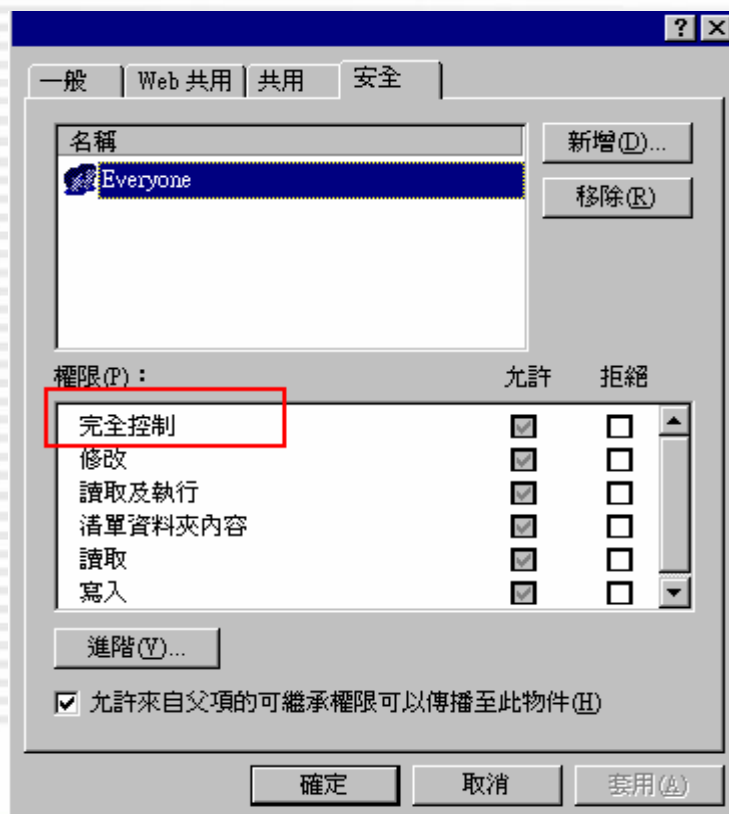 一般 Web 共用 共用 安全
名稱
Everyone
新增(D)...
移除(R)
權限(P)： 允許 拒絕
完全控制
修改
讀取及執行
清單資料夾內容
讀取
寫入
進階(V)...
允許來自父項的可繼承權限可以傳播至此物件(H)
確定 取消 套用(A)